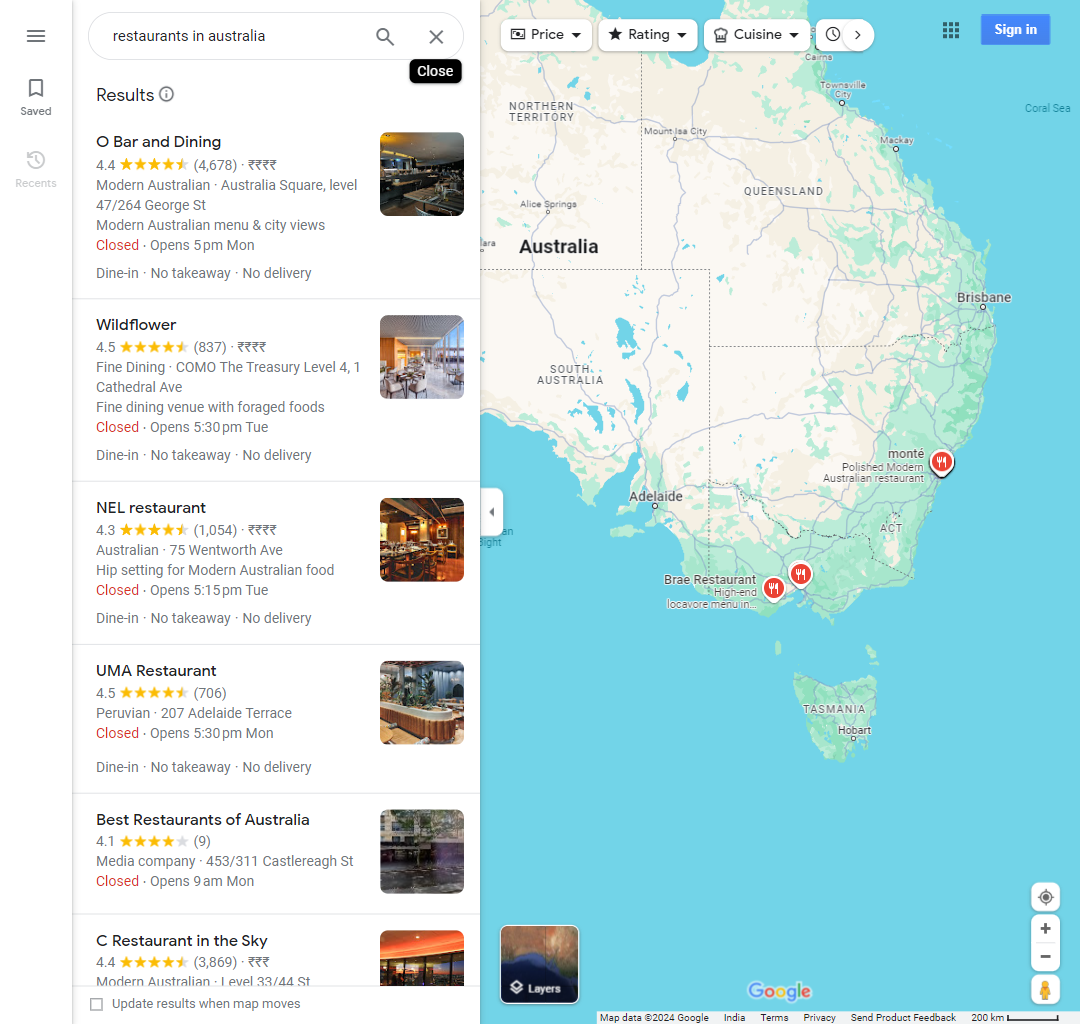 restaurants in australia
Close
Saved
Recents
Results
O Bar and Dining
4.4 (4,678) · ₹₹₹₹
Modern Australian · Australia Square, level
47/264 George St
Modern Australian menu & city views
Closed · Opens 5 pm Mon
Dine-in · No takeaway · No delivery
Wildflower
4.5 (837) · ₹₹₹₹
Fine Dining · COMO The Treasury Level 4, 1
Cathedral Ave
Fine dining venue with foraged foods
Closed · Opens 5:30 pm Tue
Dine-in · No takeaway · No delivery
NEL restaurant
4.3 (1,054) · ₹₹₹₹
Australian · 75 Wentworth Ave
Hip setting for Modern Australian food
Closed · Opens 5:15 pm Tue
Dine-in · No takeaway · No delivery
UMA Restaurant
4.5 (706)
Peruvian · 207 Adelaide Terrace
Closed · Opens 5:30 pm Mon
Dine-in · No takeaway · No delivery
Best Restaurants of Australia
4.1 (9)
Media company · 453/311 Castlereagh St
Closed · Opens 9 am Mon
C Restaurant in the Sky
4.4 (3,869) · ₹₹₹
Modern Australian · Level 33/44 St
Update results when map moves
Price
Rating
Cuisine
Sign in
Cairns
Townsville
City
Coral Sea
NORTHERN
TERRITORY
Mount Isa City
Mackay
QUEENSLAND
Alice Springs
Australia
Brisbane
SOUTH
AUSTRALIA
monté
Polished Modern
Australian restaurant
Adelaide
ACT
Brae Restaurant
High-end
locavore menu in...
TASMANIA
Hobart
Layers
Google
Map data ©2024 Google
India
Terms
Privacy
Send Product Feedback
200 km